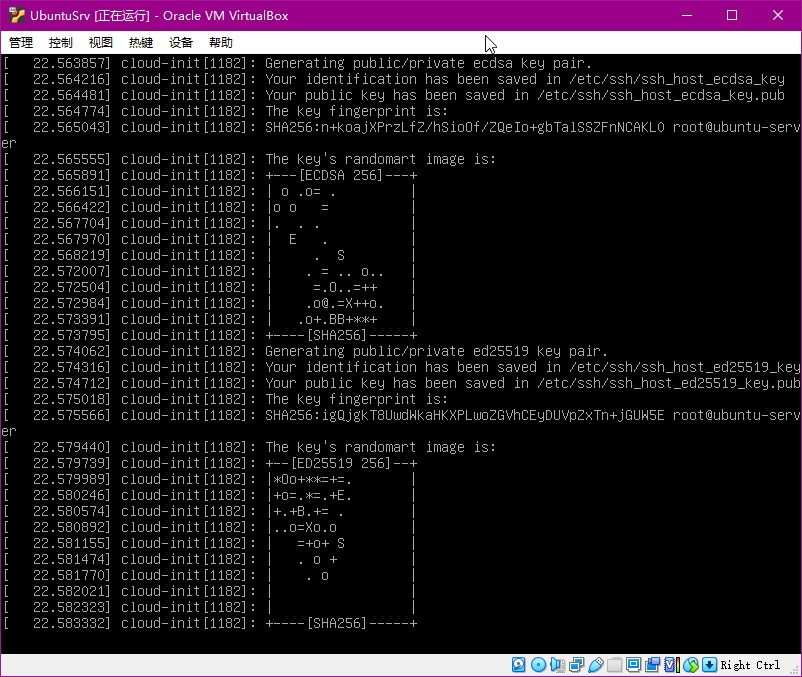 UbuntuSrv [正在运行] - Oracle VM VirtualBox
管理 控制 视图 热键 设备 帮助
[   22.563857] cloud-init[1182]: Generating public/private ecdsa key pair.
[   22.564216] cloud-init[1182]: Your identification has been saved in /etc/ssh/ssh_host_ecdsa_key
[   22.564481] cloud-init[1182]: Your public key has been saved in /etc/ssh/ssh_host_ecdsa_key.pub
[   22.564774] cloud-init[1182]: The key fingerprint is:
[   22.565043] cloud-init[1182]: SHA256:n+koajXPrzLfZ/hSioOf/ZQeIo+gbTalSSZFnNCAKL0 root@ubuntu-serv
er
[   22.565555] cloud-init[1182]: The key's randomart image is:
[   22.565891] cloud-init[1182]: +---[ECDSA 256]---+
[   22.566151] cloud-init[1182]: | o .o= .         |
[   22.566422] cloud-init[1182]: |o o   =          |
[   22.567704] cloud-init[1182]: |.  . .           |
[   22.567970] cloud-init[1182]: |  E   .          |
[   22.568219] cloud-init[1182]: |     .  S        |
[   22.572007] cloud-init[1182]: |    . = .. o..   |
[   22.572504] cloud-init[1182]: |     =.O..=++    |
[   22.572984] cloud-init[1182]: |    .o@.=X++o.   |
[   22.573391] cloud-init[1182]: |   .o+.BB+**+    |
[   22.573795] cloud-init[1182]: +----[SHA256]-----+
[   22.574062] cloud-init[1182]: Generating public/private ed25519 key pair.
[   22.574316] cloud-init[1182]: Your identification has been saved in /etc/ssh/ssh_host_ed25519_key
[   22.574712] cloud-init[1182]: Your public key has been saved in /etc/ssh/ssh_host_ed25519_key.pub
[   22.575018] cloud-init[1182]: The key fingerprint is:
[   22.575566] cloud-init[1182]: SHA256:igQjgkT8UwdWkaHKXPLwoZGVhCEyDUVpZxTn+jGUW5E root@ubuntu-serv
er
[   22.579440] cloud-init[1182]: The key's randomart image is:
[   22.579739] cloud-init[1182]: +--[ED25519 256]--+
[   22.579989] cloud-init[1182]: |*Oo+**=+=.       |
[   22.580246] cloud-init[1182]: |+o=.*=.+E.       |
[   22.580574] cloud-init[1182]: |+.+B.+= .        |
[   22.580892] cloud-init[1182]: |..o=Xo.o         |
[   22.581155] cloud-init[1182]: |   =+o+ S        |
[   22.581474] cloud-init[1182]: |   . o +         |
[   22.581770] cloud-init[1182]: |    . o          |
[   22.582021] cloud-init[1182]: |                 |
[   22.582323] cloud-init[1182]: |                 |
[   22.583332] cloud-init[1182]: +----[SHA256]-----+
Right Ctrl